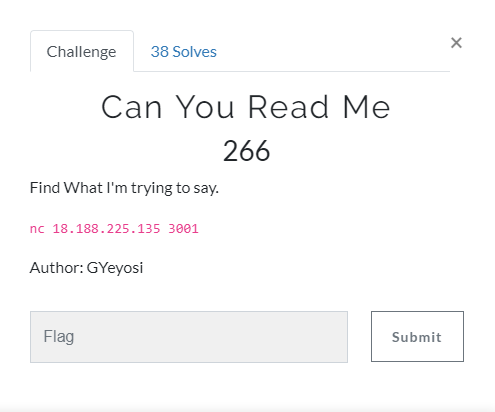 Challenge
38 Solves
×
Can You Read Me
266
Find What I'm trying to say.
nc 18.188.225.135 3001
Author: GYeyosi
Flag
Submit